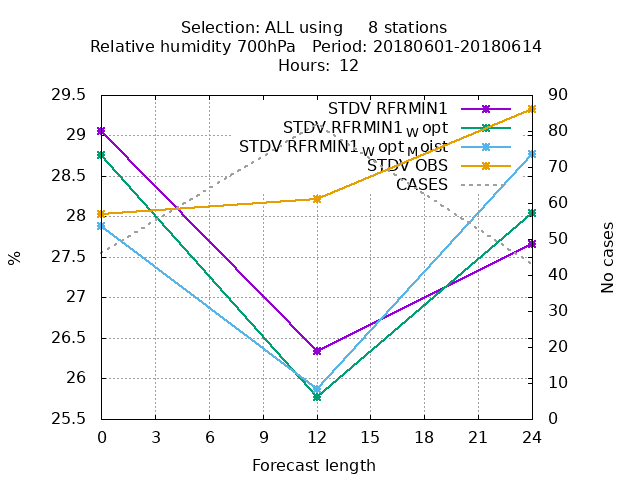 Selection: ALL using     8 stations
Relative humidity 700hPa   Period: 20180601-20180614
Hours:  12
29.5
29
28.5
28
27.5
27
26.5
26
25.5
%
90
80
70
60
50
40
30
20
10
0
No cases
STDV RFRMIN1
STDV RFRMIN1_w opt
STDV RFRMIN1_w opt_Moist
STDV OBS
CASES
0 3 6 9 12 15 18 21 24
Forecast length